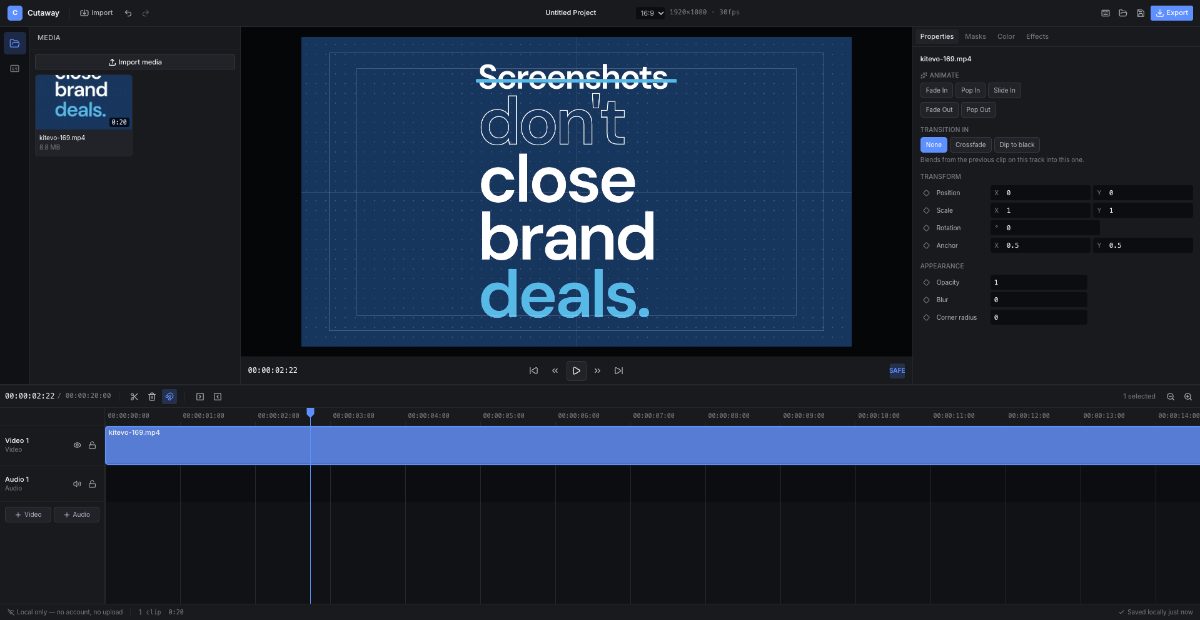 C Cutaway Import Untitled Project 16:9 1920×1080 · 30fps Export
MEDIA
Import media
close
brand
deals.
0:20
kitevo-169.mp4
8.8 MB
Screenshots
don't
close
brand
deals.
00:00:02:22
SAFE
Properties Masks Color Effects
kitevo-169.mp4
ANIMATE
Fade In Pop In Slide In
Fade Out Pop Out
TRANSITION IN
None Crossfade Dip to black
Blends from the previous clip on this track into this one.
TRANSFORM
Position X 0 Y 0
Scale X 1 Y 1
Rotation ° 0
Anchor X 0.5 Y 0.5
APPEARANCE
Opacity 1
Blur 0
Corner radius 0
00:00:02:22 / 00:00:20:00 1 selected
00:00:00:00 00:00:01:00 00:00:02:00 00:00:03:00 00:00:04:00 00:00:05:00 00:00:06:00 00:00:07:00 00:00:08:00 00:00:09:00 00:00:10:00 00:00:11:00 00:00:12:00 00:00:13:00 00:00:14:00
Video 1
Video
kitevo-169.mp4
Audio 1
Audio
+ Video + Audio
Local only — no account, no upload 1 clip 0:20 Saved locally just now